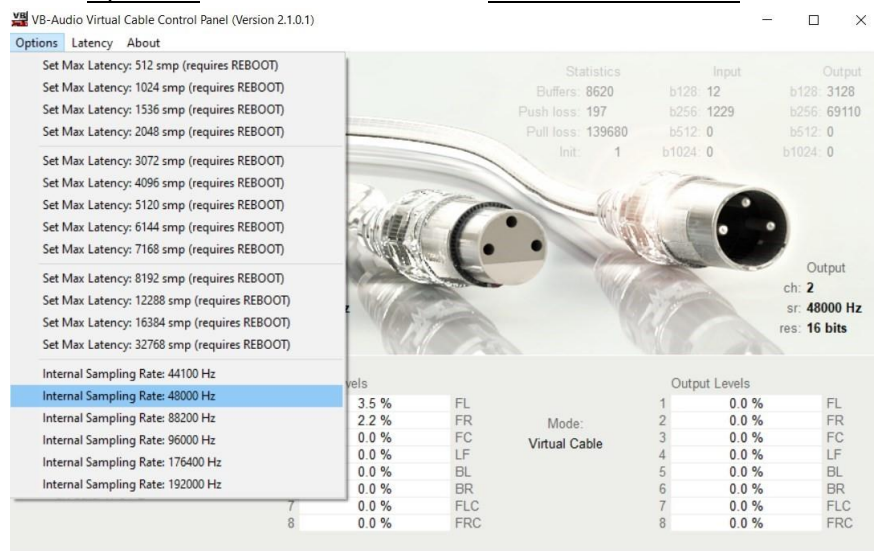 VB-Audio Virtual Cable Control Panel (Version 2.1.0.1)
Options Latency About
Set Max Latency: 512 smp (requires REBOOT)
Set Max Latency: 1024 smp (requires REBOOT)
Set Max Latency: 1536 smp (requires REBOOT)
Set Max Latency: 2048 smp (requires REBOOT)
Set Max Latency: 3072 smp (requires REBOOT)
Set Max Latency: 4096 smp (requires REBOOT)
Set Max Latency: 5120 smp (requires REBOOT)
Set Max Latency: 6144 smp (requires REBOOT)
Set Max Latency: 7168 smp (requires REBOOT)
Set Max Latency: 8192 smp (requires REBOOT)
Set Max Latency: 12288 smp (requires REBOOT)
Set Max Latency: 16384 smp (requires REBOOT)
Set Max Latency: 32768 smp (requires REBOOT)
Internal Sampling Rate: 44100 Hz
Internal Sampling Rate: 48000 Hz
Internal Sampling Rate: 88200 Hz
Internal Sampling Rate: 96000 Hz
Internal Sampling Rate: 176400 Hz
Internal Sampling Rate: 192000 Hz
Statistics Input Output
Buffers: 8620 b128: 12 b128: 3128
Push loss: 197 b256: 1229 b256: 69110
Pull loss: 139680 b512: 0 b512: 0
Init: 1 b1024: 0 b1024: 0
Output
ch: 2
sr: 48000 Hz
res: 16 bits
Output Levels
3.5 % FL 1 0.0 % FL
2.2 % FR Mode: 2 0.0 % FR
0.0 % FC Virtual Cable 3 0.0 % FC
0.0 % LF 4 0.0 % LF
0.0 % BL 5 0.0 % BL
0.0 % BR 6 0.0 % BR
7 0.0 % FLC 7 0.0 % FLC
8 0.0 % FRC 8 0.0 % FRC